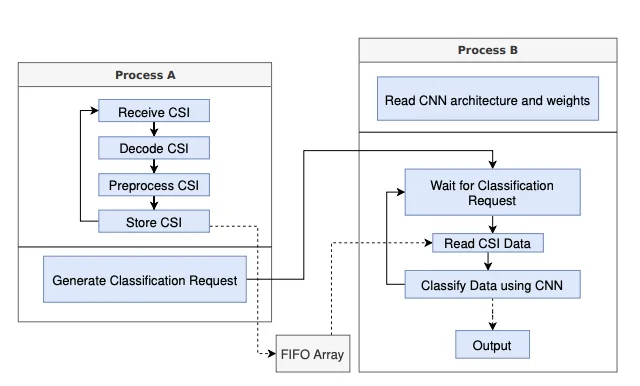 Process A
Receive CSI
Decode CSI
Preprocess CSI
Store CSI
Generate Classification Request
FIFO Array
Process B
Read CNN architecture and weights
Wait for Classification
Request
Read CSI Data
Classify Data using CNN
Output